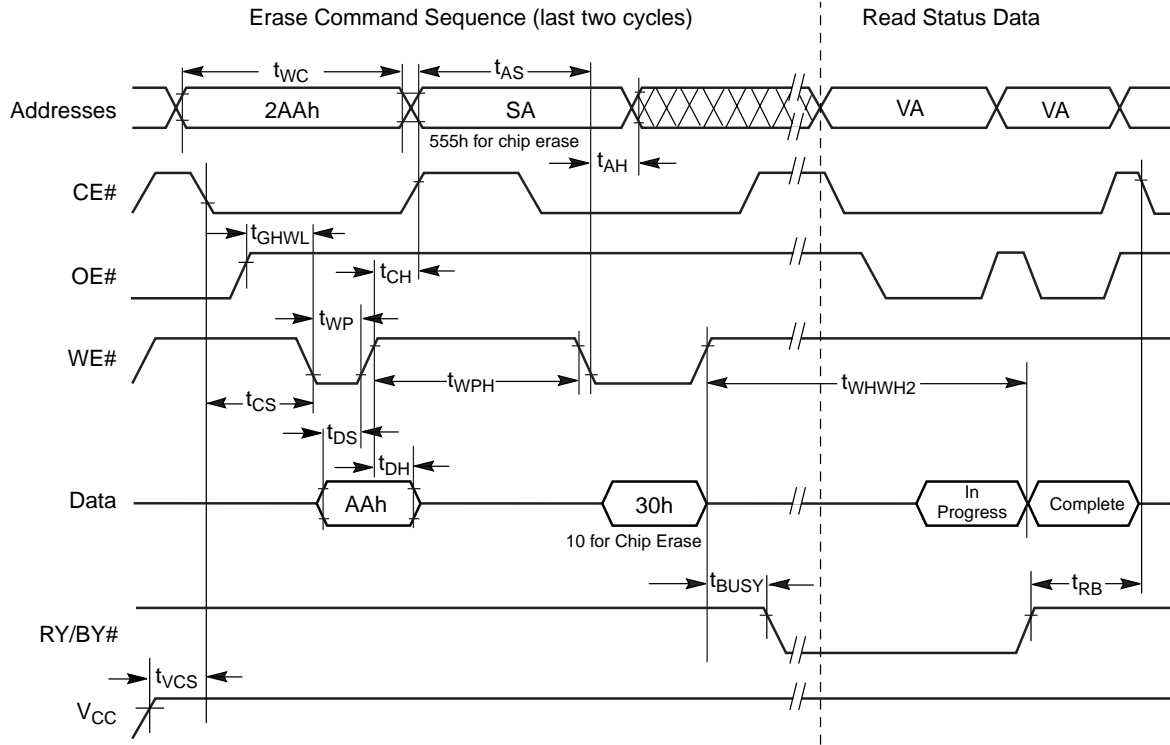 Erase Command Sequence (last two cycles)
Read Status Data
tWC
tAS
Addresses
2AAh
SA
VA
VA
555h for chip erase
tAH
CE#
tGHWL
OE#
tCH
tWP
WE#
tWPH
tWHWH2
tCS
tDS
tDH
Data
AAh
30h
In
Progress
Complete
10 for Chip Erase
tBUSY
tRB
RY/BY#
tVCS
VCC